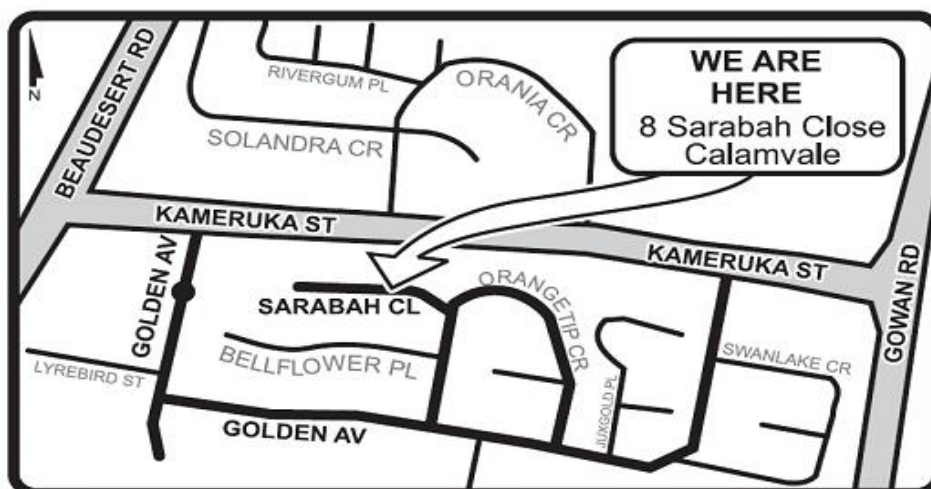 BEAUDESERT RD
N
RIVERGUM PL
ORANIA CR
SOLANDRA CR
WE ARE
HERE
8 Sarabah Close
Calamvale
KAMERUKA ST
KAMERUKA ST
GOWAN RD
GOLDEN AV
SARABAH CL
ORANGETIP CR
BELLFLOWER PL
LYREBIRD ST
JUXGOLD PL
SWANLAKE CR
GOLDEN AV